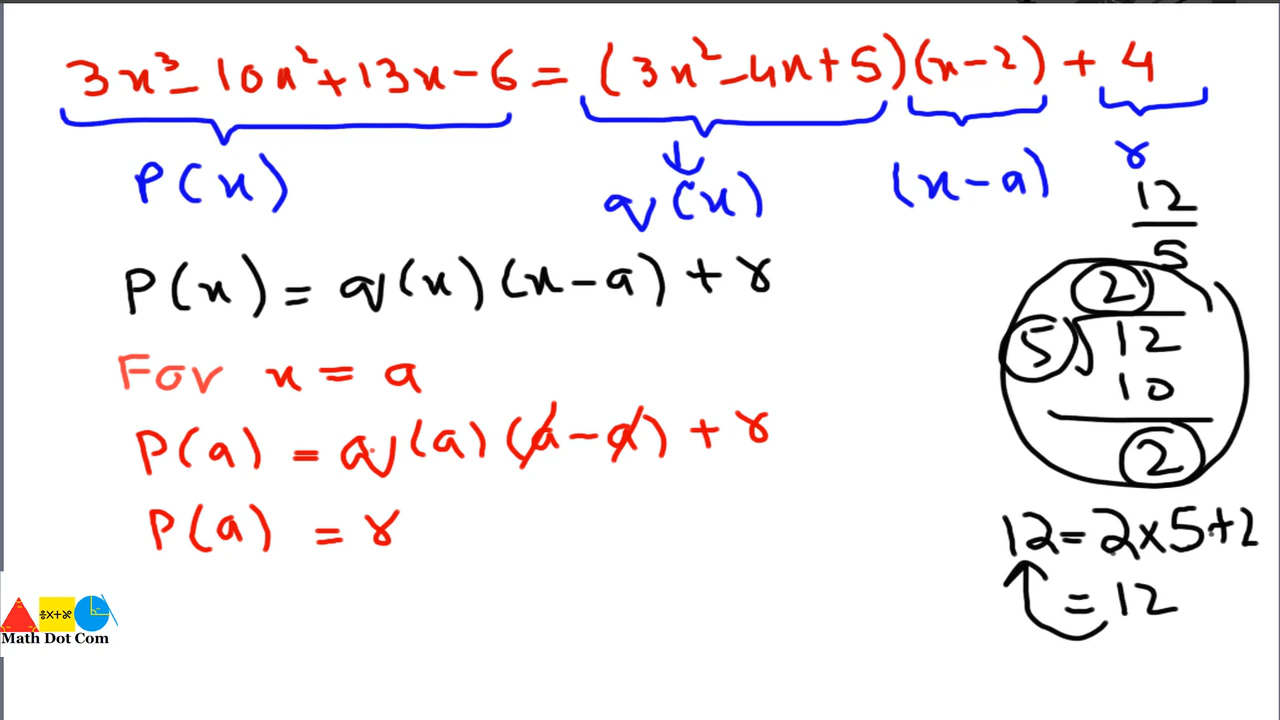 3x³ - 10x² + 13x - 6 = (3x² - 4x + 5)(x - 2) + 4
P(x) q(x) (x - a) r
P(x) = q(x)(x - a) + r
For x = a
P(a) = q(a)(a - a) + r
P(a) = r
12
5
2
5)12
10
2
12 = 2×5+2
= 12
÷x+
Math Dot Com